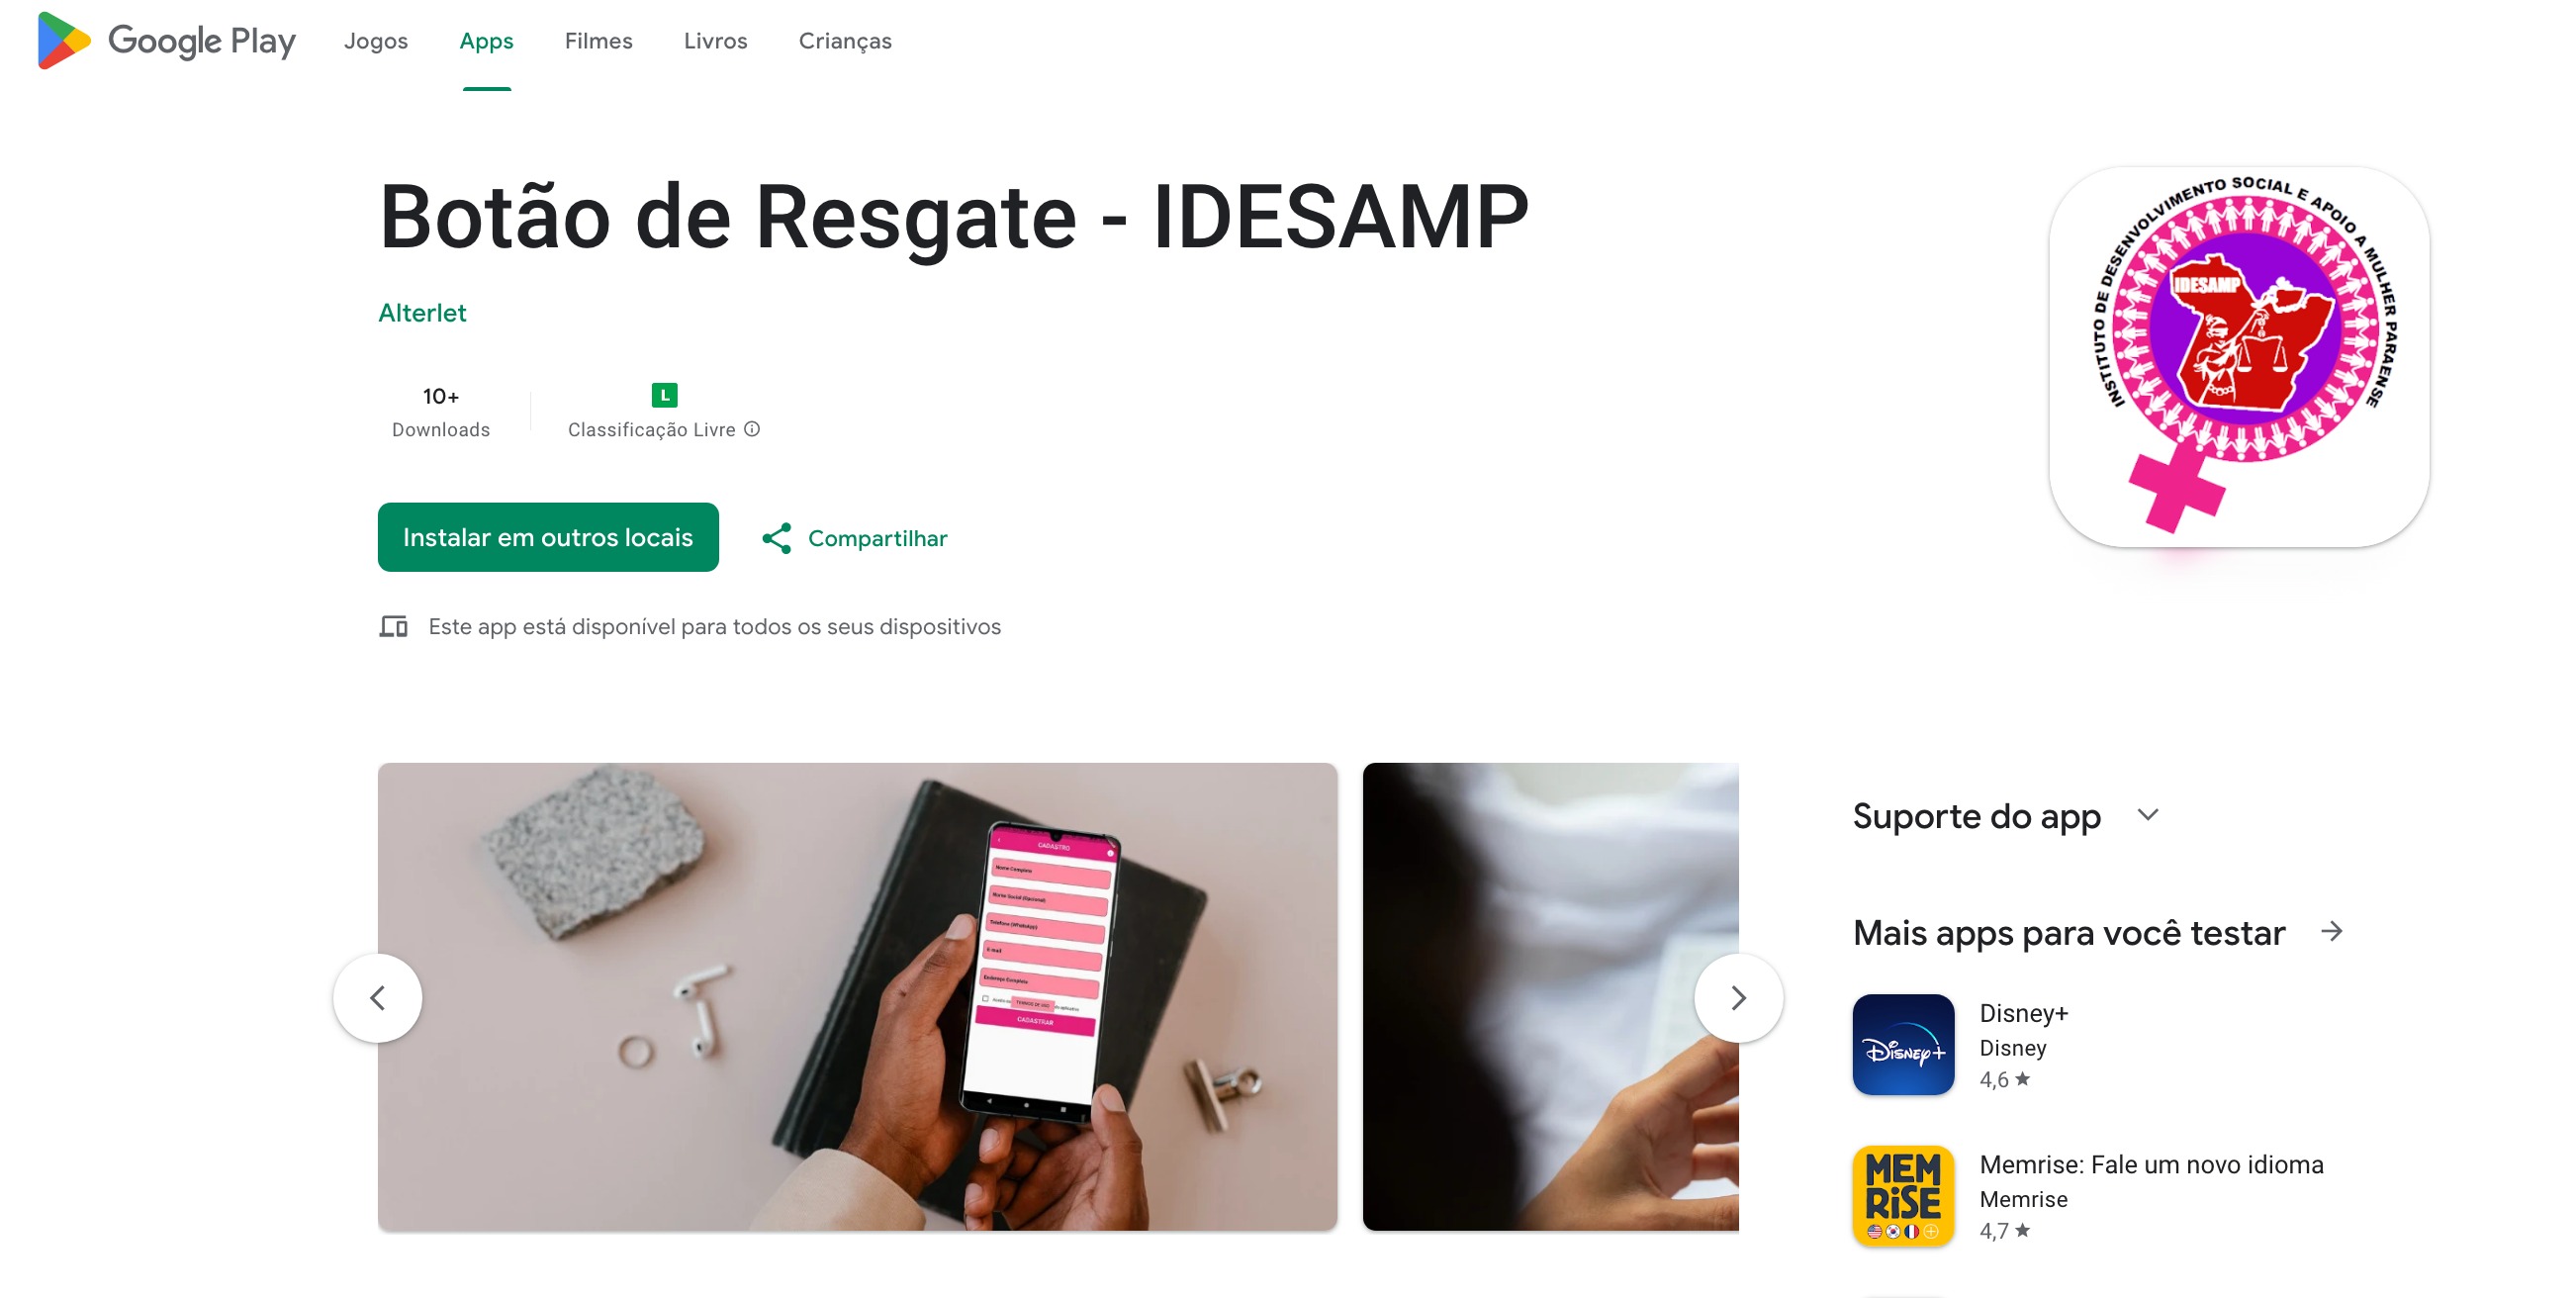 Google Play
Jogos
Apps
Filmes
Livros
Crianças
Botão de Resgate - IDESAMP
Alterlet
10+
Downloads
L
Classificação Livre
Instalar em outros locais
Compartilhar
Este app está disponível para todos os seus dispositivos
INSTITUTO DE DESENVOLVIMENTO SOCIAL E APOIO A MULHER PARAENSE
IDESAMP
CADASTRO
Nome Completo
Nome Social (Opcional)
Telefone (WhatsApp)
E-mail
Endereço Completo
TERMOS DE USO
CADASTRAR
Suporte do app
Mais apps para você testar
Disney+
Disney+
Disney
4,6
MEM
RiSE
Memrise: Fale um novo idioma
Memrise
4,7